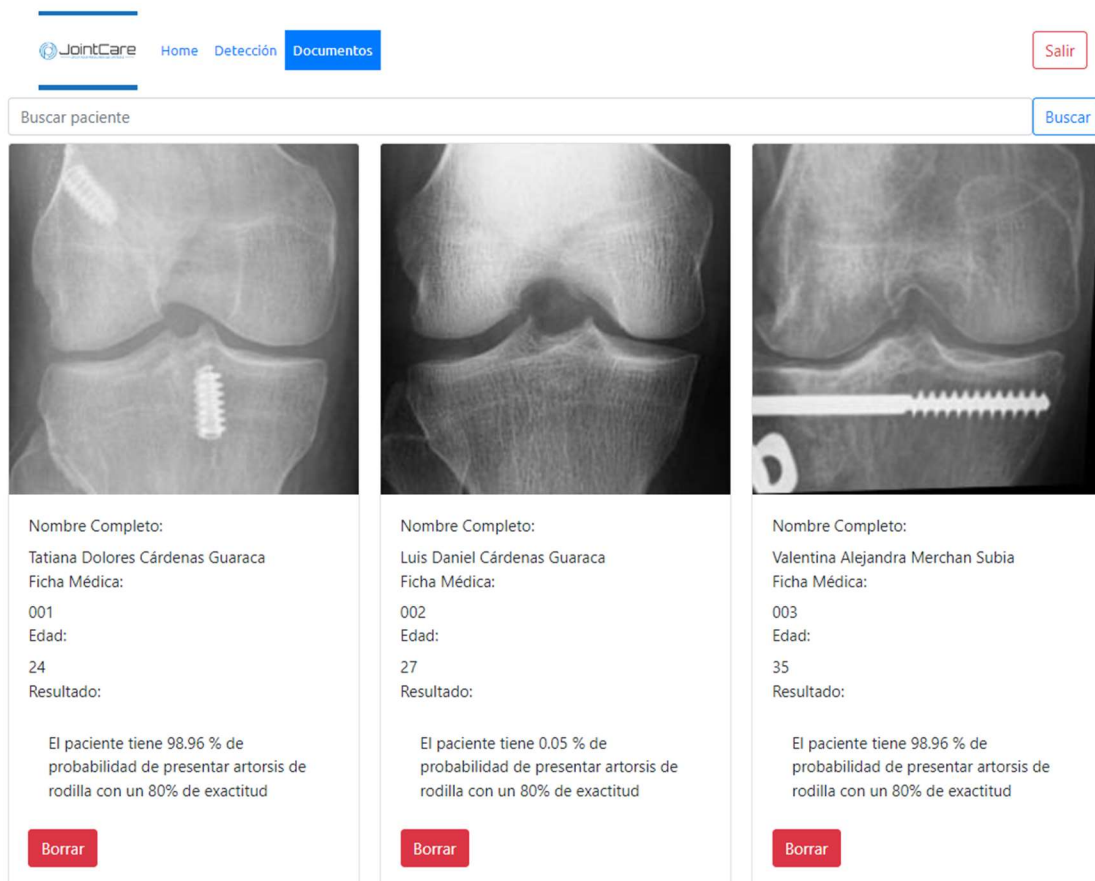 JointCare
Home
Detección
Documentos
Salir
Buscar paciente
Buscar
Nombre Completo:
Tatiana Dolores Cárdenas Guaraca
Ficha Médica:
001
Edad:
24
Resultado:
El paciente tiene 98.96 % de
probabilidad de presentar artorsis de
rodilla con un 80% de exactitud
Borrar
Nombre Completo:
Luis Daniel Cárdenas Guaraca
Ficha Médica:
002
Edad:
27
Resultado:
El paciente tiene 0.05 % de
probabilidad de presentar artorsis de
rodilla con un 80% de exactitud
Borrar
D
Nombre Completo:
Valentina Alejandra Merchan Subia
Ficha Médica:
003
Edad:
35
Resultado:
El paciente tiene 98.96 % de
probabilidad de presentar artorsis de
rodilla con un 80% de exactitud
Borrar